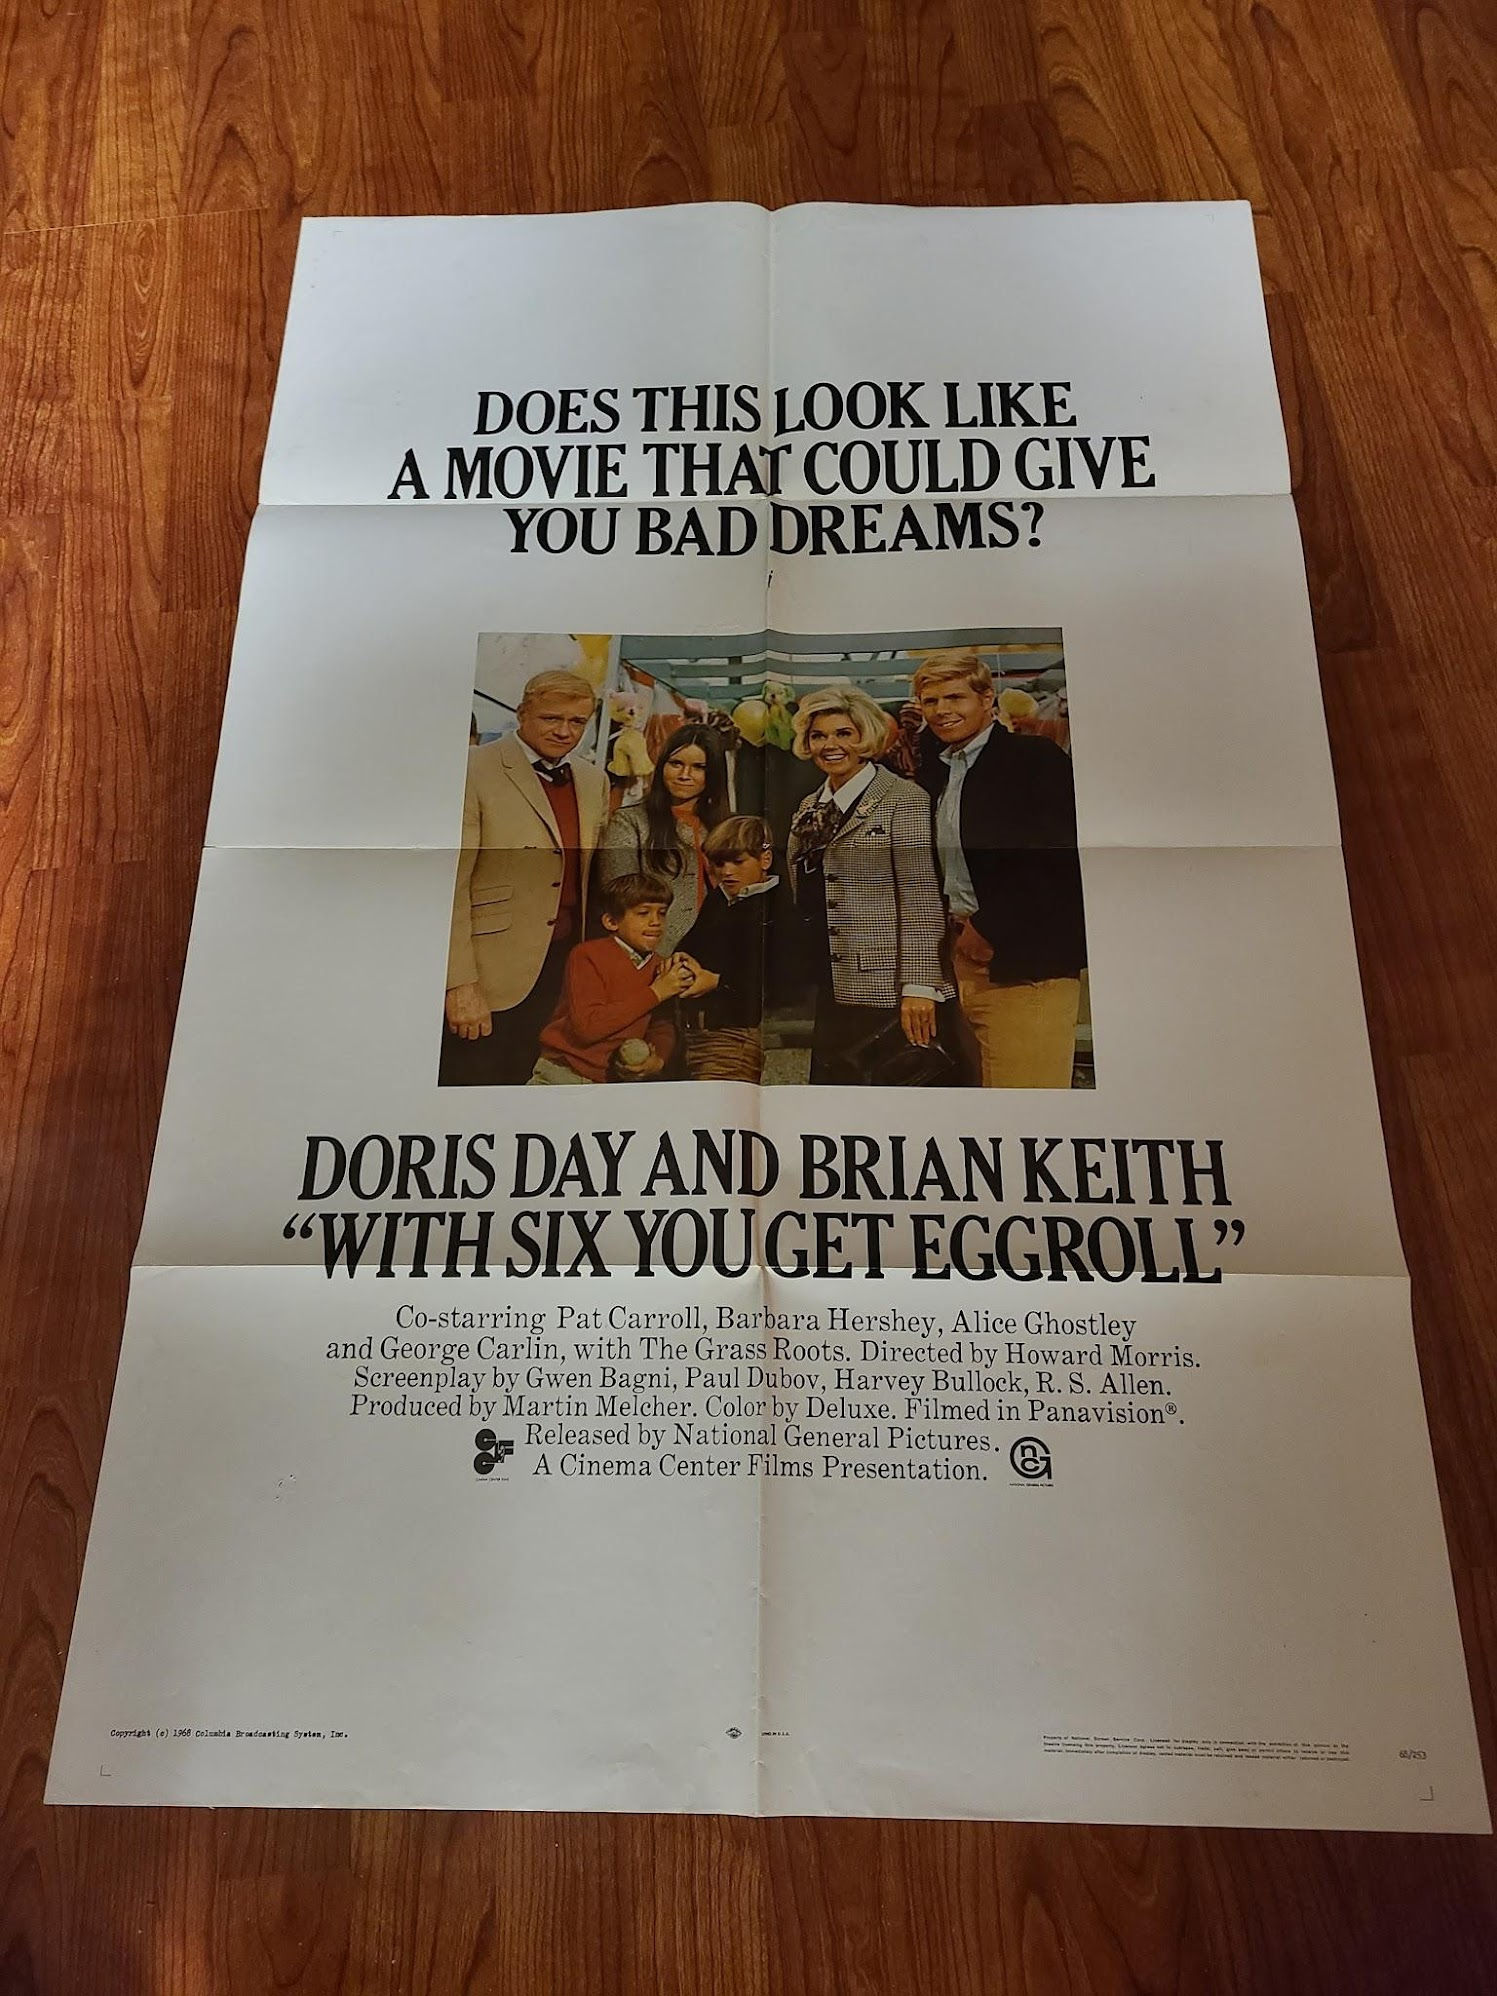 DOES THIS LOOK LIKE
A MOVIE THAT COULD GIVE
YOU BAD DREAMS?
DORIS DAY AND BRIAN KEITH
“WITH SIX YOU GET EGGROLL”
Co-starring Pat Carroll, Barbara Hershey, Alice Ghostley
and George Carlin, with The Grass Roots. Directed by Howard Morris.
Screenplay by Gwen Bagni, Paul Dubov, Harvey Bullock, R. S. Allen.
Produced by Martin Melcher. Color by Deluxe. Filmed in Panavision®.
Released by National General Pictures.
A Cinema Center Films Presentation.
Copyright (c) 1968 Columbia Broadcasting System, Inc.
68/253